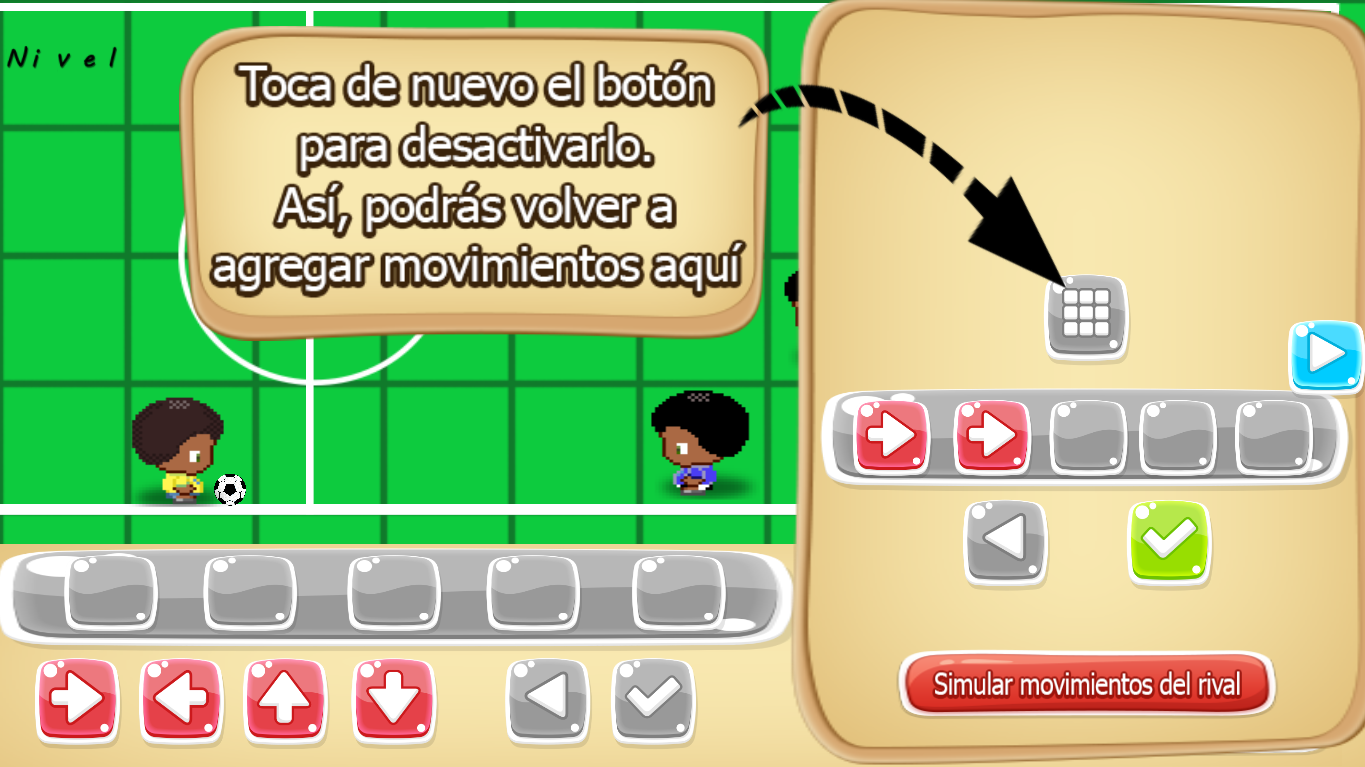 Nivel
Toca de nuevo el botón
para desactivarlo.
Así, podrás volver a
agregar movimientos aquí
Simular movimientos del rival